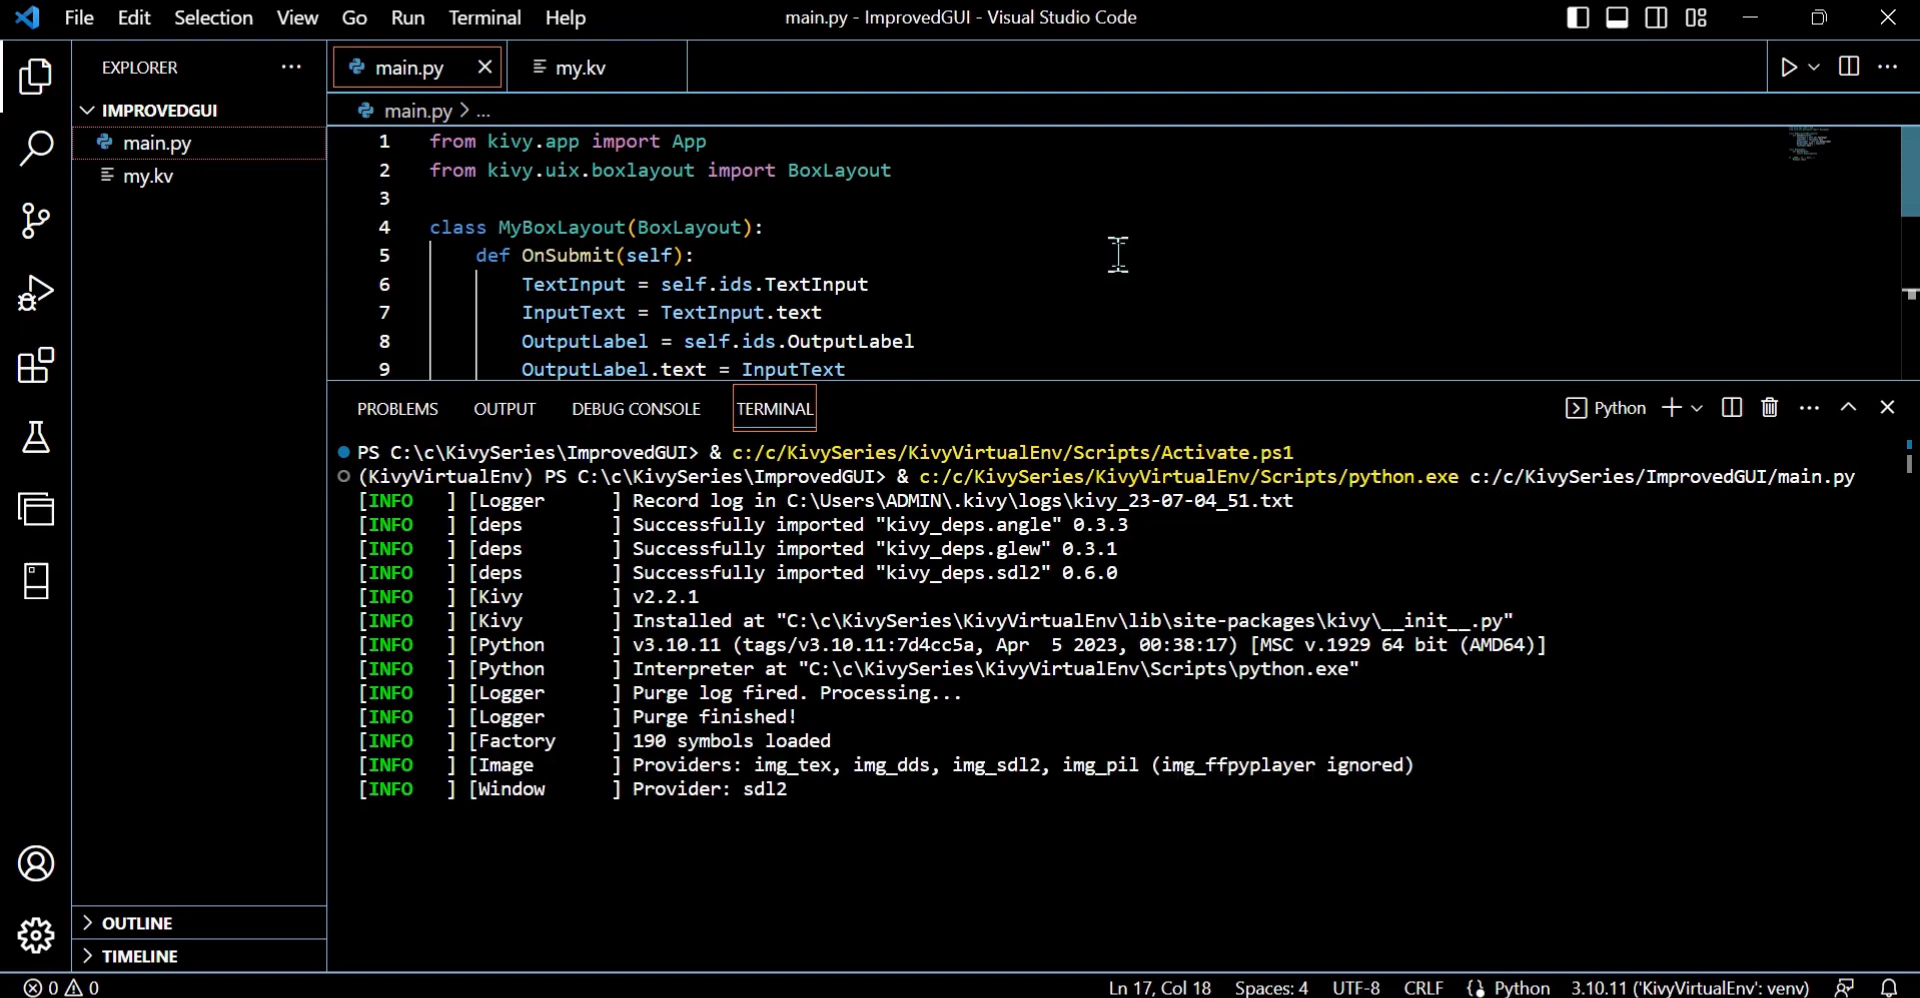 File Edit Selection View Go Run Terminal Help main.py - ImprovedGUI - Visual Studio Code
EXPLORER
IMPROVEDGUI
main.py
my.kv
OUTLINE
TIMELINE
main.py my.kv
main.py > ...
1 from kivy.app import App
2 from kivy.uix.boxlayout import BoxLayout
3
4 class MyBoxLayout(BoxLayout):
5 def OnSubmit(self):
6 TextInput = self.ids.TextInput
7 InputText = TextInput.text
8 OutputLabel = self.ids.OutputLabel
9 OutputLabel.text = InputText
PROBLEMS OUTPUT DEBUG CONSOLE TERMINAL Python
PS C:\c\KivySeries\ImprovedGUI> & c:/c/KivySeries/KivyVirtualEnv/Scripts/Activate.ps1
(KivyVirtualEnv) PS C:\c\KivySeries\ImprovedGUI> & c:/c/KivySeries/KivyVirtualEnv/Scripts/python.exe c:/c/KivySeries/ImprovedGUI/main.py
[INFO   ] [Logger      ] Record log in C:\Users\ADMIN\.kivy\logs\kivy_23-07-04_51.txt
[INFO   ] [deps        ] Successfully imported "kivy_deps.angle" 0.3.3
[INFO   ] [deps        ] Successfully imported "kivy_deps.glew" 0.3.1
[INFO   ] [deps        ] Successfully imported "kivy_deps.sdl2" 0.6.0
[INFO   ] [Kivy        ] v2.2.1
[INFO   ] [Kivy        ] Installed at "C:\c\KivySeries\KivyVirtualEnv\lib\site-packages\kivy\__init__.py"
[INFO   ] [Python      ] v3.10.11 (tags/v3.10.11:7d4cc5a, Apr  5 2023, 00:38:17) [MSC v.1929 64 bit (AMD64)]
[INFO   ] [Python      ] Interpreter at "C:\c\KivySeries\KivyVirtualEnv\Scripts\python.exe"
[INFO   ] [Logger      ] Purge log fired. Processing...
[INFO   ] [Logger      ] Purge finished!
[INFO   ] [Factory     ] 190 symbols loaded
[INFO   ] [Image       ] Providers: img_tex, img_dds, img_sdl2, img_pil (img_ffpyplayer ignored)
[INFO   ] [Window      ] Provider: sdl2
0 0 Ln 17, Col 18 Spaces: 4 UTF-8 CRLF Python 3.10.11 ('KivyVirtualEnv': venv)